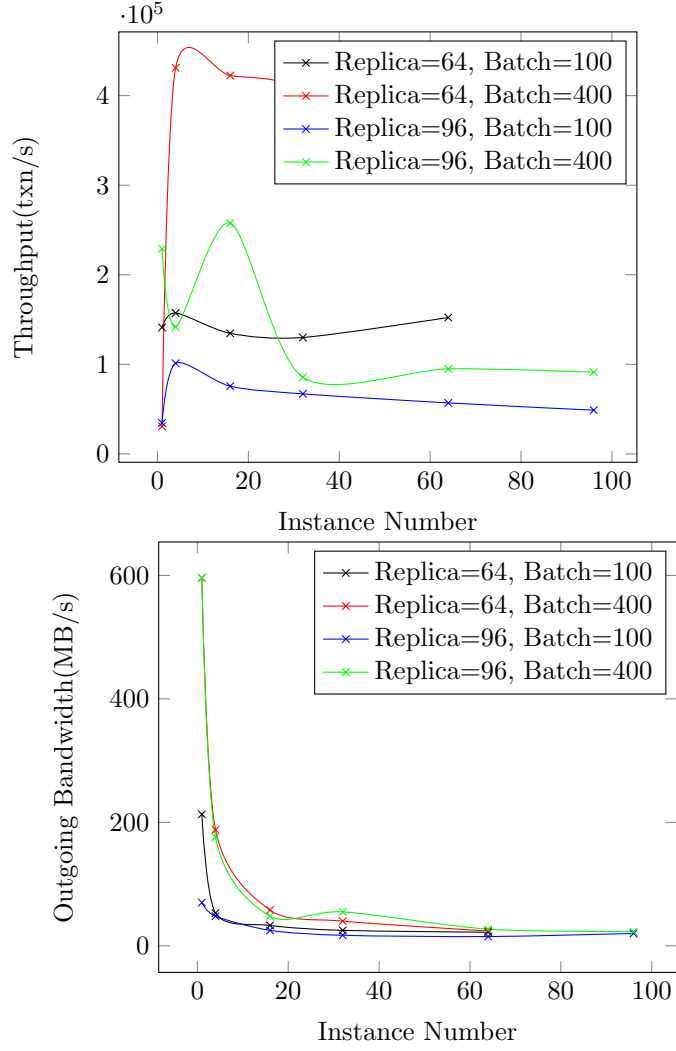 ·10^5
4
3
2
1
0
Throughput(txn/s)
Replica=64, Batch=100
Replica=64, Batch=400
Replica=96, Batch=100
Replica=96, Batch=400
0 20 40 60 80 100
Instance Number
600
400
200
0
Outgoing Bandwidth(MB/s)
Replica=64, Batch=100
Replica=64, Batch=400
Replica=96, Batch=100
Replica=96, Batch=400
0 20 40 60 80 100
Instance Number